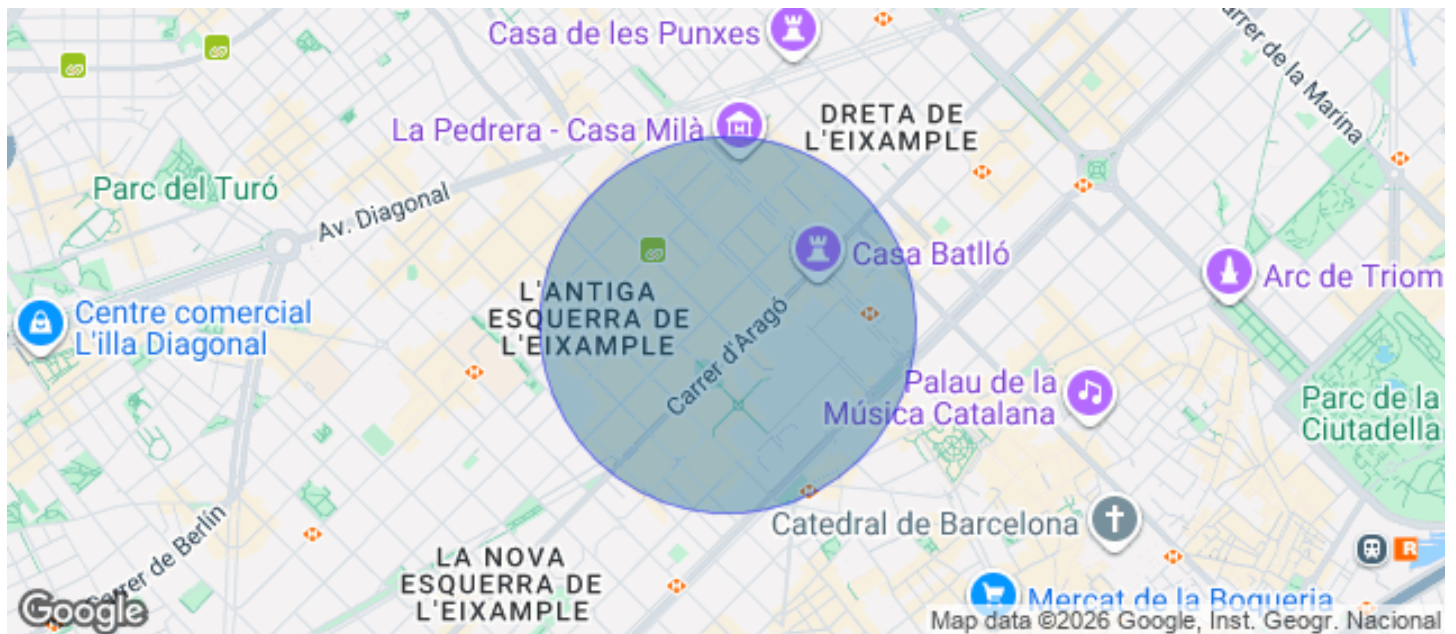 Casa de les Punxes
Carrer de la Marina
DRETA DE
L'EIXAMPLE
La Pedrera - Casa Milà
Parc del Turó
Av. Diagonal
Casa Batlló
Arc de Triom
L'ANTIGA
ESQUERRA DE
L'EIXAMPLE
Centre comercial
L'illa Diagonal
Carrer d'Aragó
Palau de la
Música Catalana
Parc de la
Ciutadella
Catedral de Barcelona
Carrer de Berlín
LA NOVA
ESQUERRA DE
L'EIXAMPLE
R
Mercat de la Boqueria
Google
Map data ©2026 Google, Inst. Geogr. Nacional